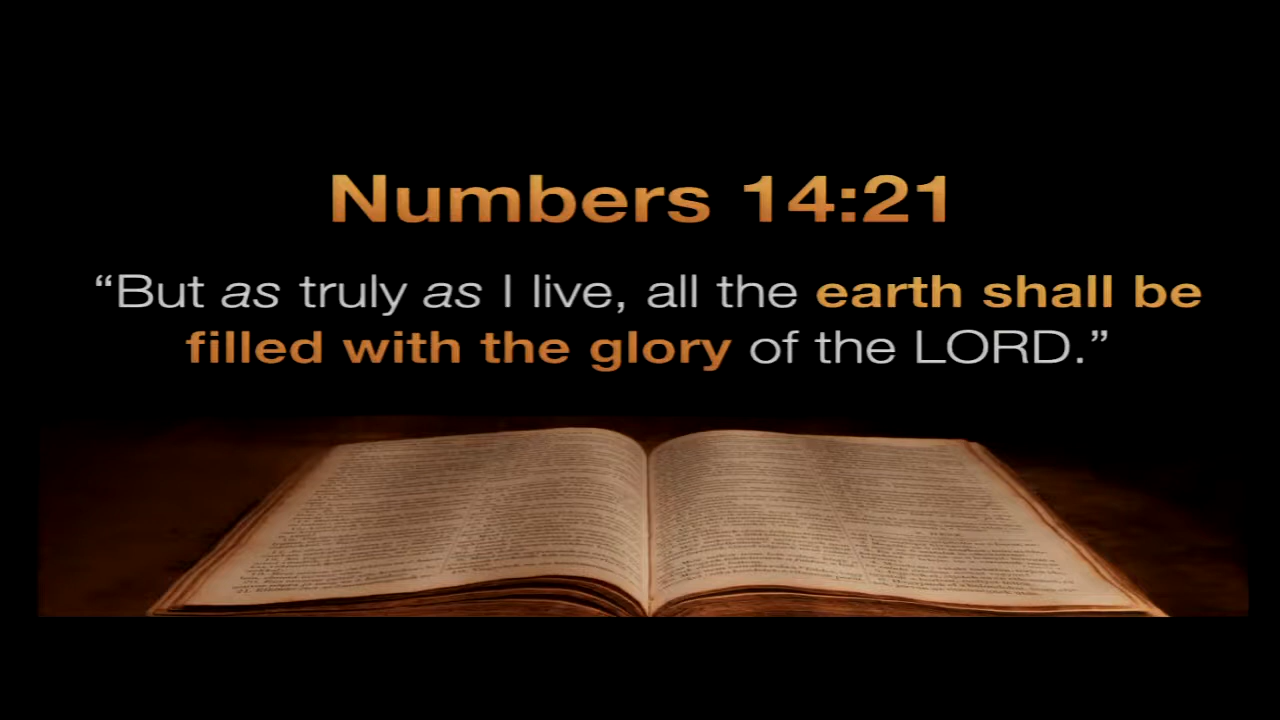 Numbers 14:21
“But as truly as I live, all the earth shall be
filled with the glory of the LORD.”